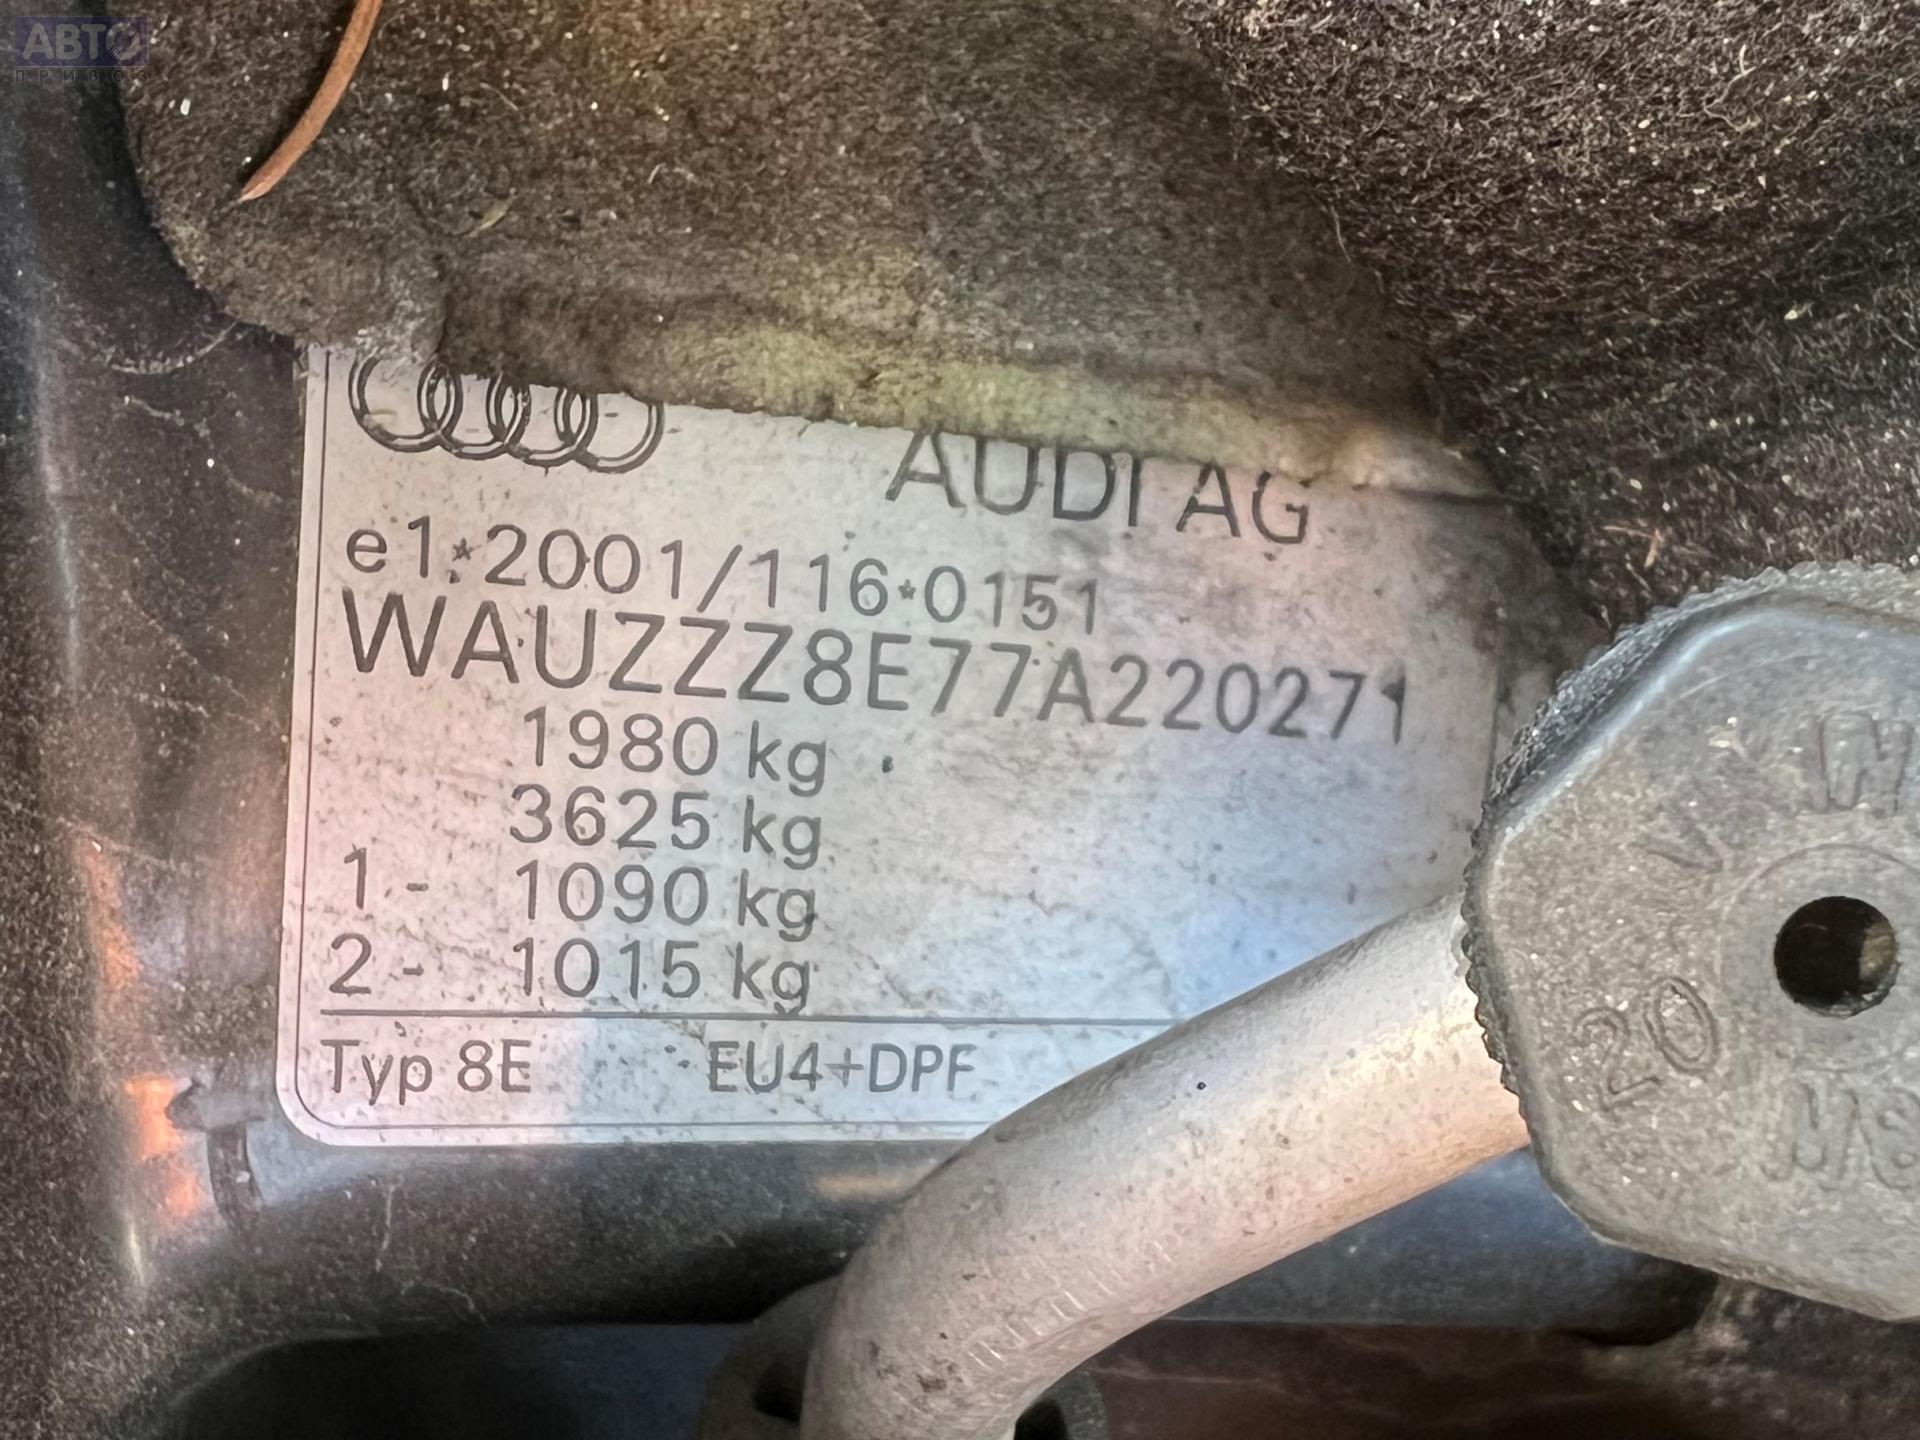 АВТО
ПРИВОЗ
AUDI AG
e1*2001/116*0151
WAUZZZ8E77A220271
1980 kg
3625 kg
1 - 1090 kg
2 - 1015 kg
Typ 8E EU4+DPF
20